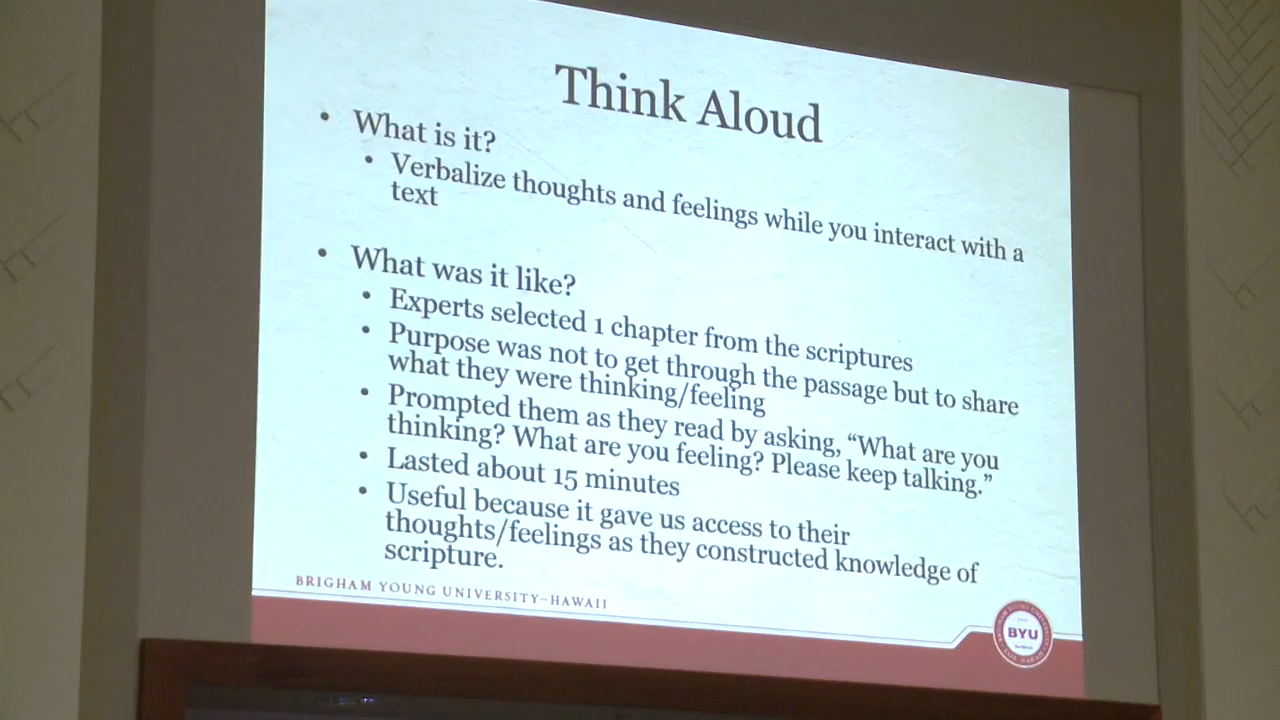 Think Aloud
• What is it?
• Verbalize thoughts and feelings while you interact with a
text
• What was it like?
• Experts selected 1 chapter from the scriptures
• Purpose was not to get through the passage but to share
what they were thinking/feeling
• Prompted them as they read by asking, “What are you
thinking? What are you feeling? Please keep talking.”
• Lasted about 15 minutes
• Useful because it gave us access to their
thoughts/feelings as they constructed knowledge of
scripture.
BRIGHAM YOUNG UNIVERSITY–HAWAII
BYU
HAWAII